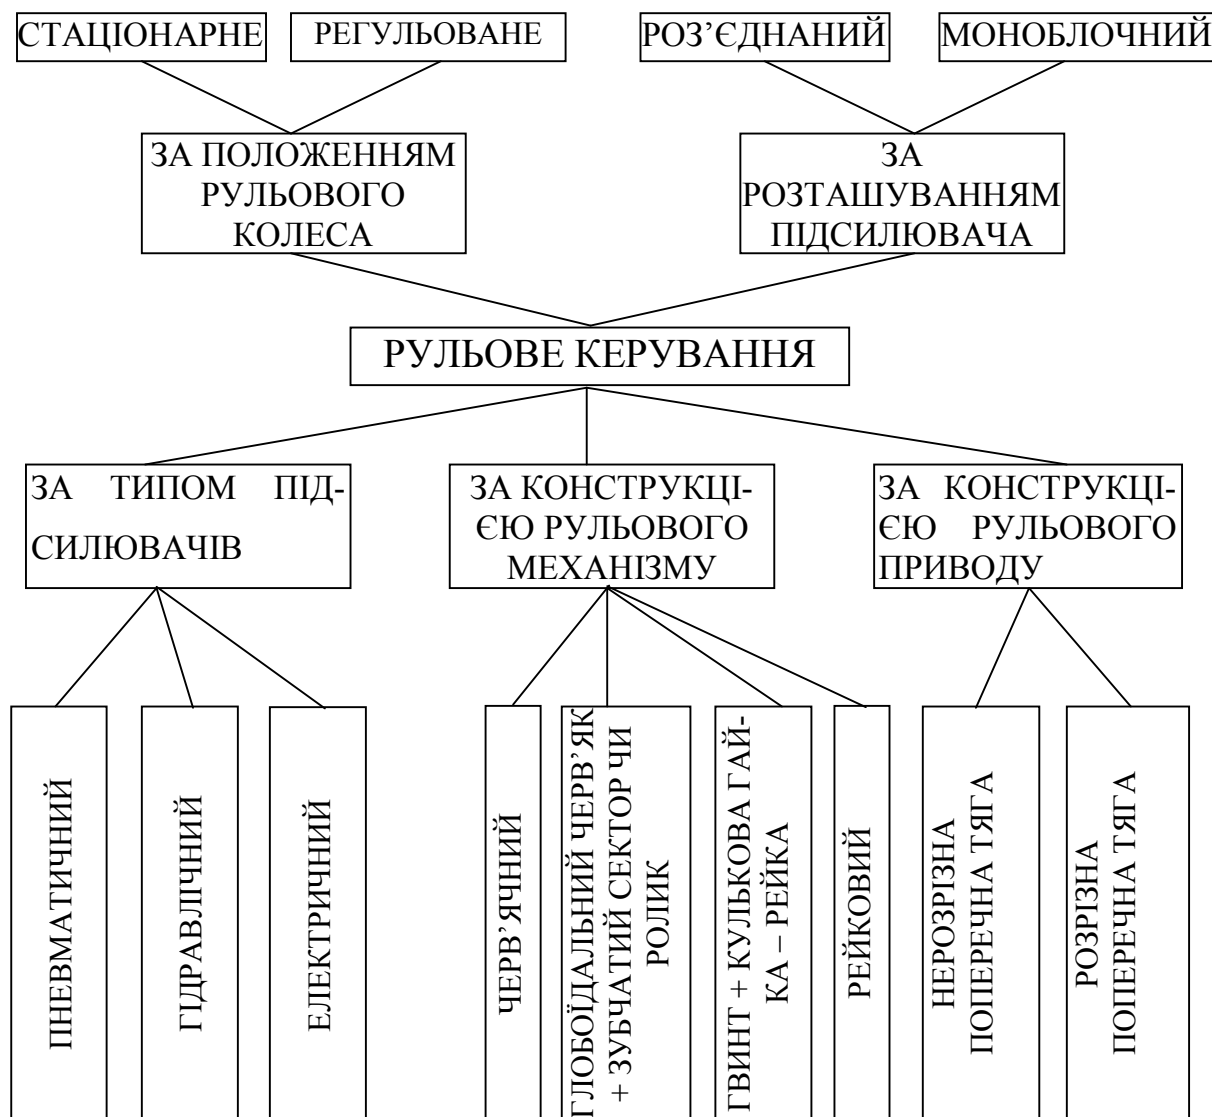 СТАЦІОНАРНЕ
РЕГУЛЬОВАНЕ
РОЗ’ЄДНАНИЙ
МОНОБЛОЧНИЙ
ЗА ПОЛОЖЕННЯМ
РУЛЬОВОГО
КОЛЕСА
ЗА
РОЗТАШУВАННЯМ
ПІДСИЛЮВАЧА
РУЛЬОВЕ КЕРУВАННЯ
ЗА ТИПОМ ПІД-
СИЛЮВАЧІВ
ЗА КОНСТРУКЦІ-
ЄЮ РУЛЬОВОГО
МЕХАНІЗМУ
ЗА КОНСТРУКЦІ-
ЄЮ РУЛЬОВОГО
ПРИВОДУ
ПНЕВМАТИЧНИЙ
ГІДРАВЛІЧНИЙ
ЕЛЕКТРИЧНИЙ
ЧЕРВ’ЯЧНИЙ
ГЛОБОЇДАЛЬНИЙ ЧЕРВ’ЯК
+ ЗУБЧАТИЙ СЕКТОР ЧИ
РОЛИК
ГВИНТ + КУЛЬКОВА ГАЙ-
КА – РЕЙКА
РЕЙКОВИЙ
НЕРОЗРІЗНА
ПОПЕРЕЧНА ТЯГА
РОЗРІЗНА
ПОПЕРЕЧНА ТЯГА